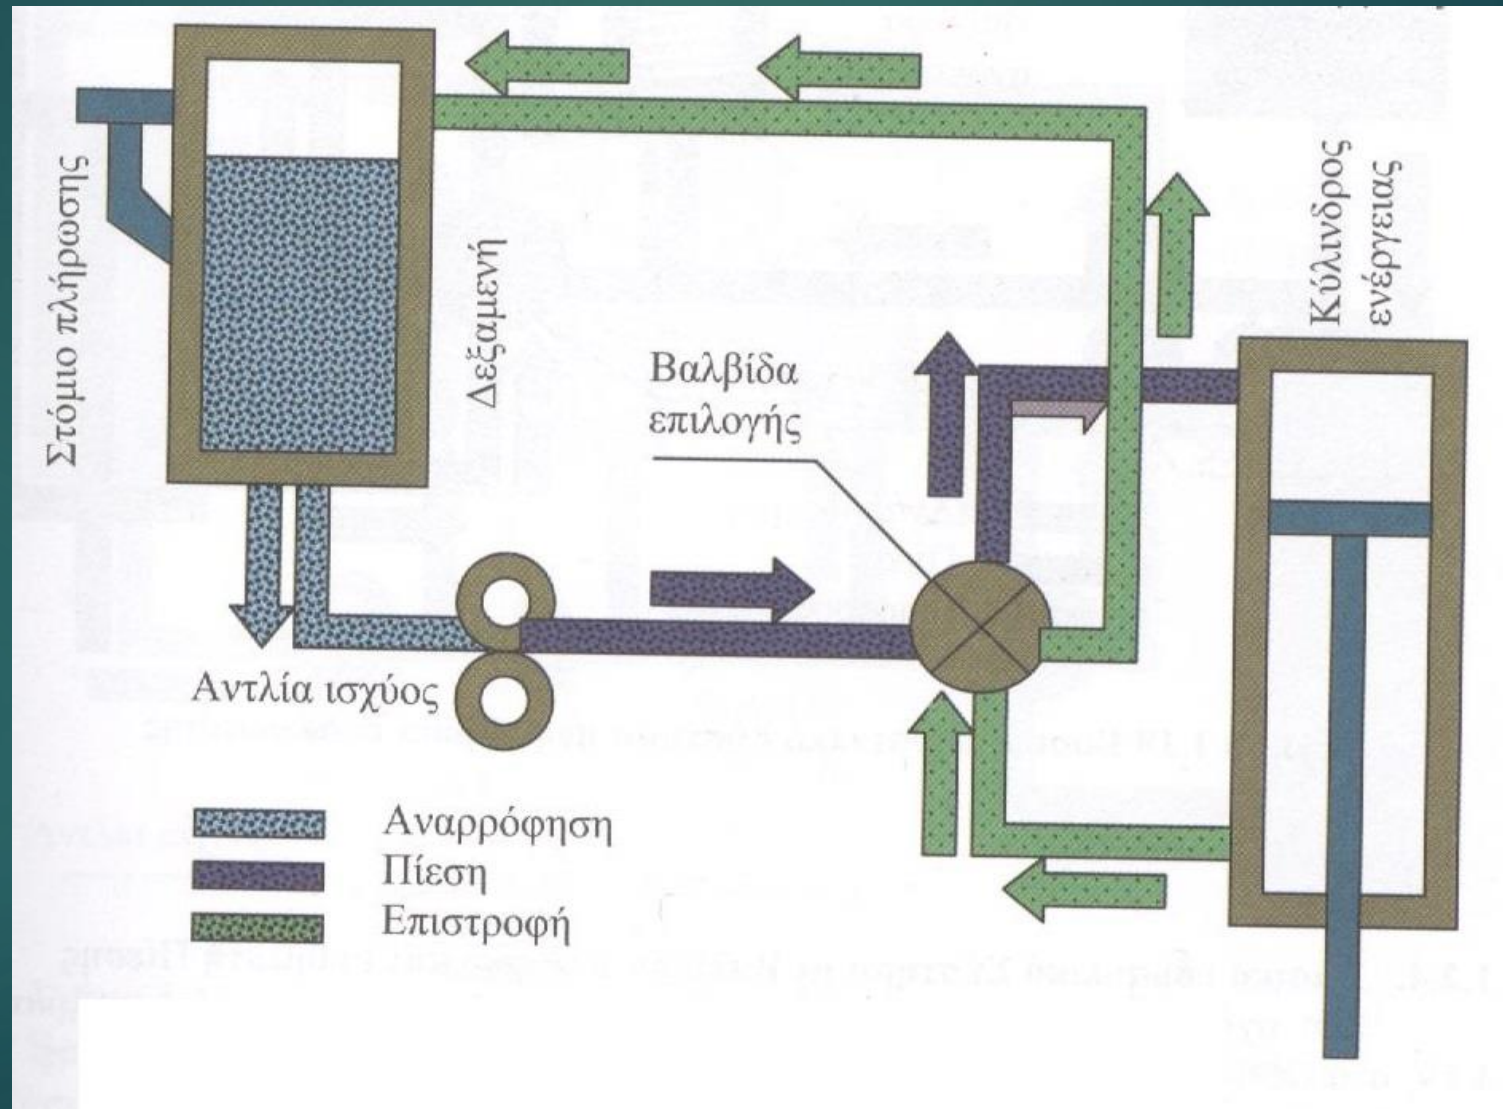 Στόμιο πλήρωσης
Δεξαμενή
Κύλινδρος
ενέργειας
Βαλβίδα
επιλογής
Αντλία ισχύος
Αναρρόφηση
Πίεση
Επιστροφή